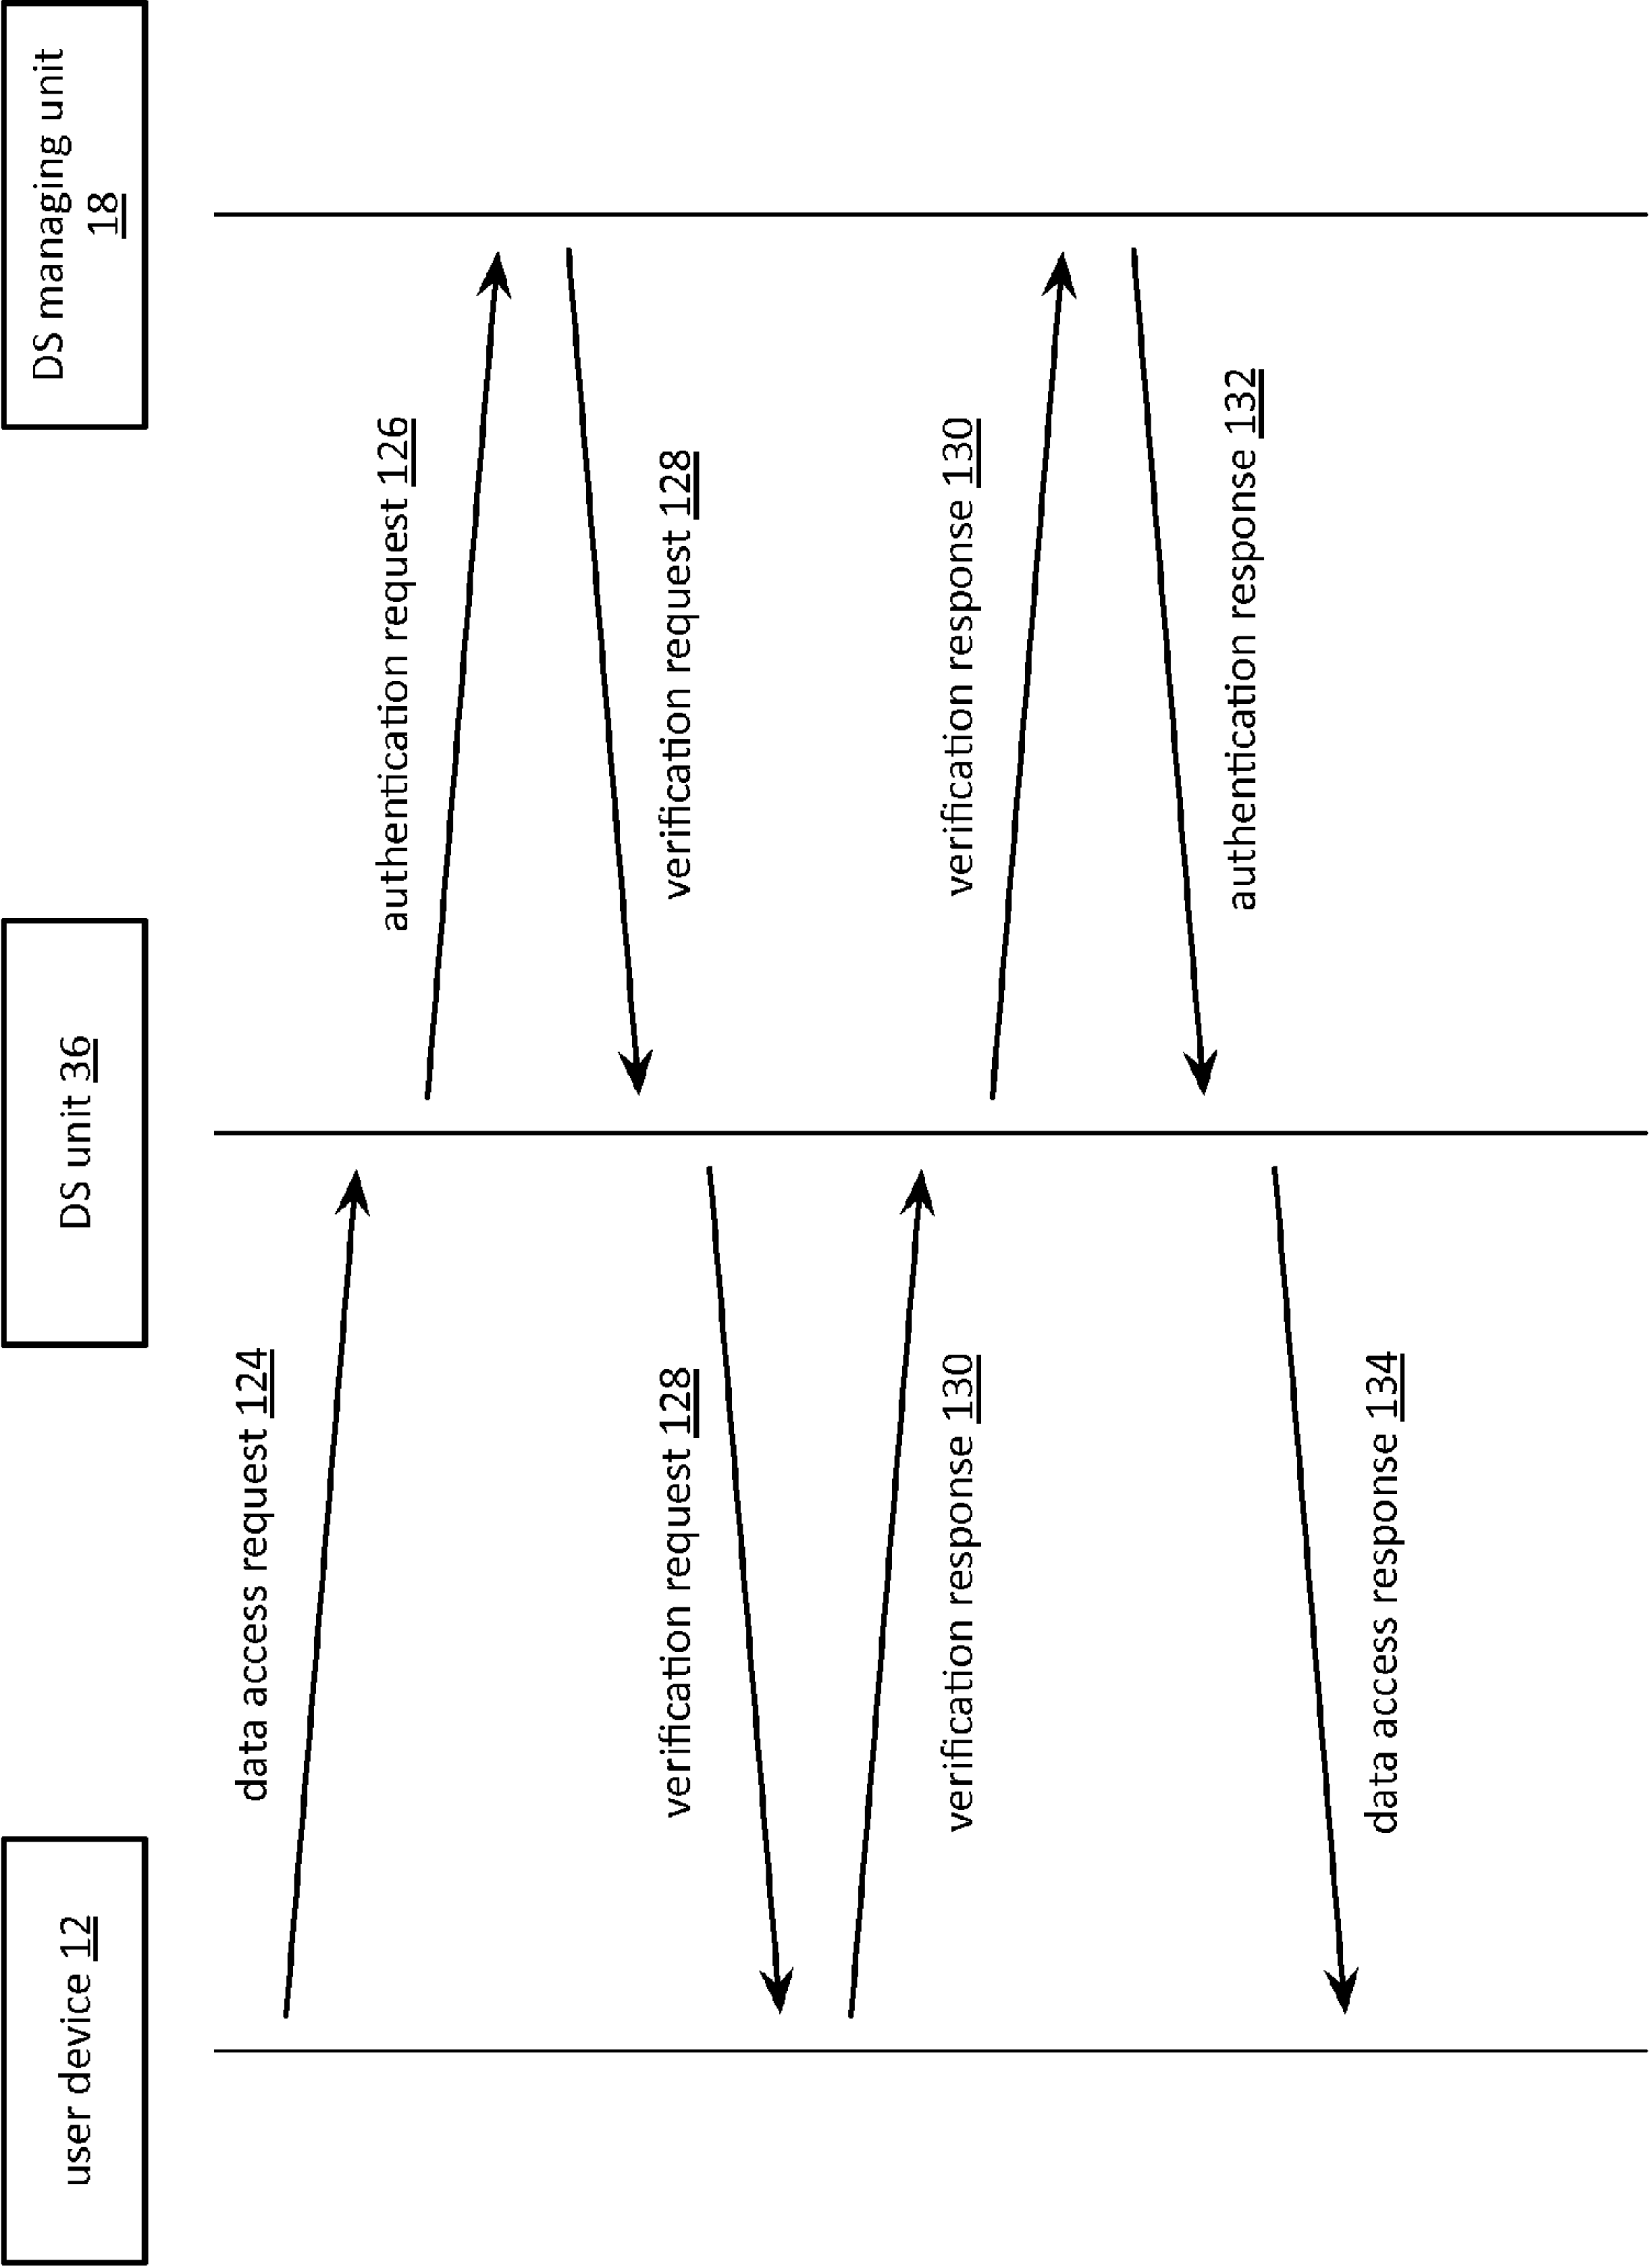 user device 12
DS unit 36
DS managing unit
18
data access request 124
authentication request 126
verification request 128
verification request 128
verification response 130
verification response 130
authentication response 132
data access response 134